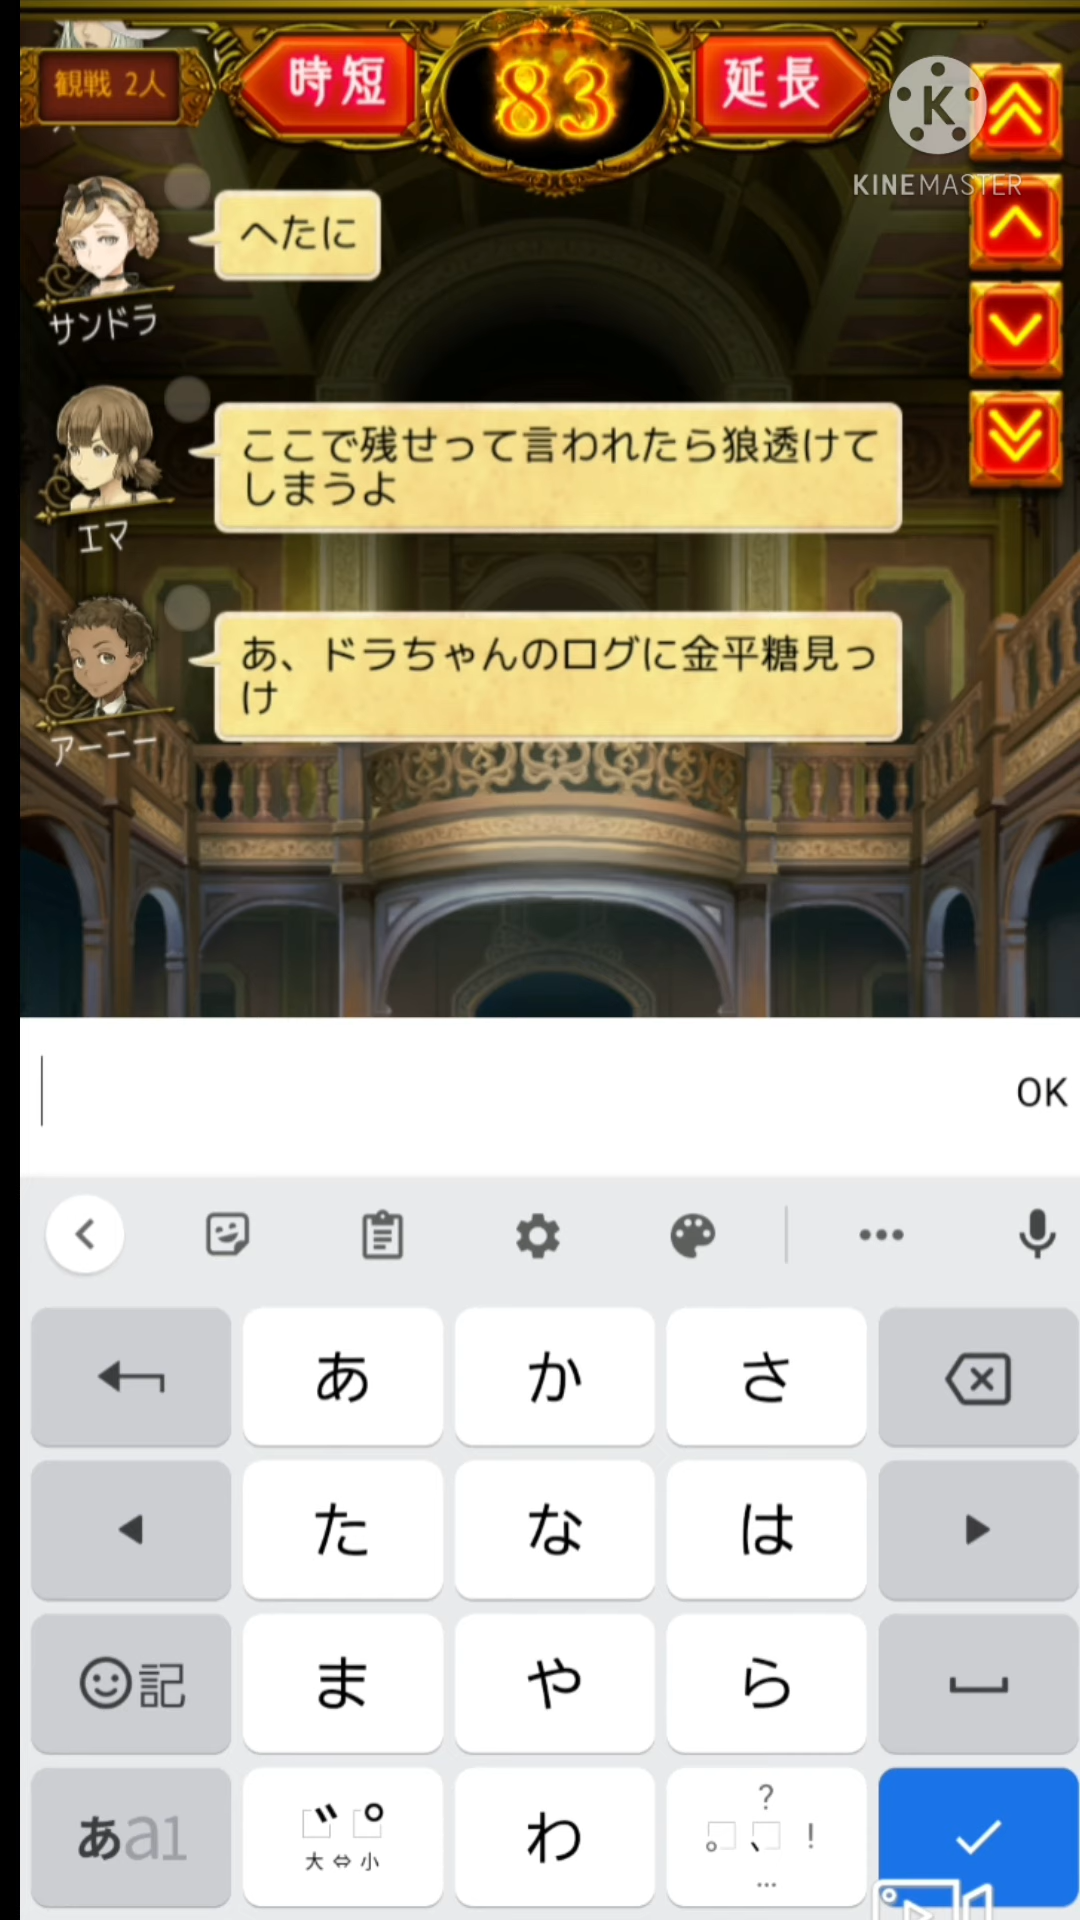 観戦 2人
時短
83
延長
K
KINEMASTER
へたに
サンドラ
ここで残せって言われたら狼透けて
しまうよ
エマ
あ、ドラちゃんのログに金平糖見っ
け
アーニー
OK
あ
か
さ
た
な
は
記
ま
や
ら
あa1
゛゜
大⇔小
わ
?
。、!
…